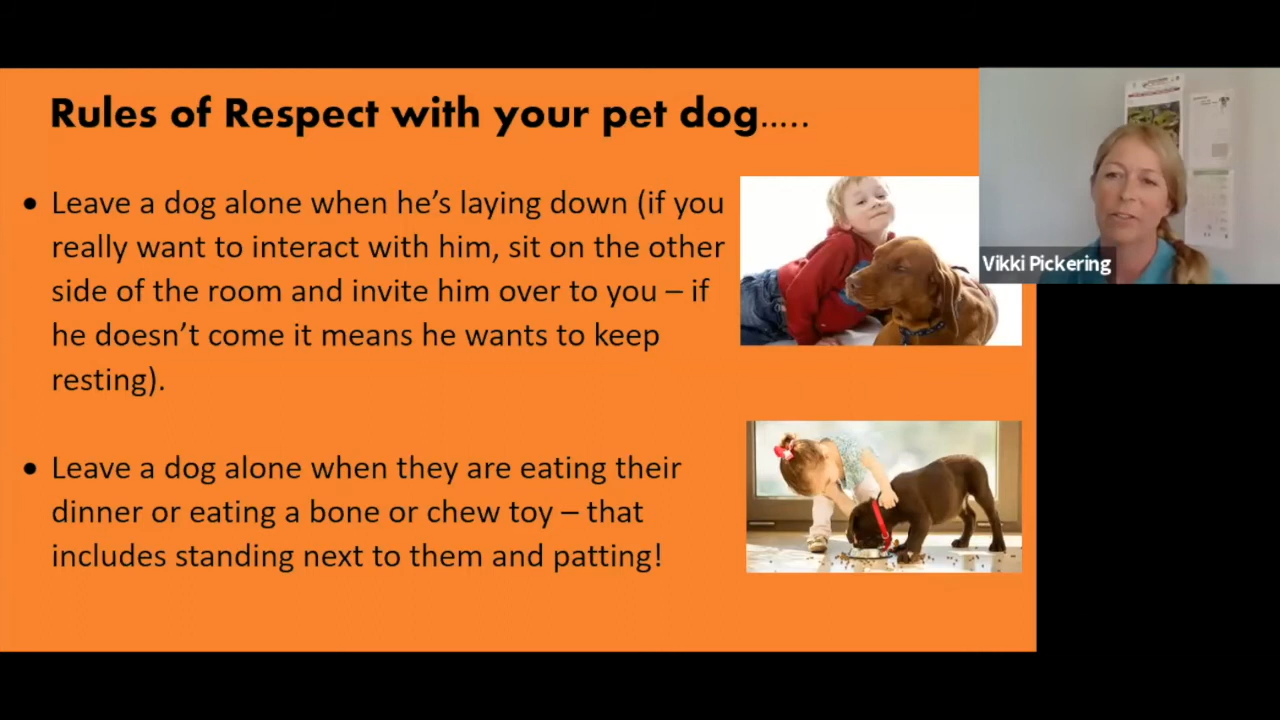 Rules of Respect with your pet dog.....
• Leave a dog alone when he’s laying down (if you
really want to interact with him, sit on the other
side of the room and invite him over to you – if
he doesn’t come it means he wants to keep
resting).
• Leave a dog alone when they are eating their
dinner or eating a bone or chew toy – that
includes standing next to them and patting!
Vikki Pickering